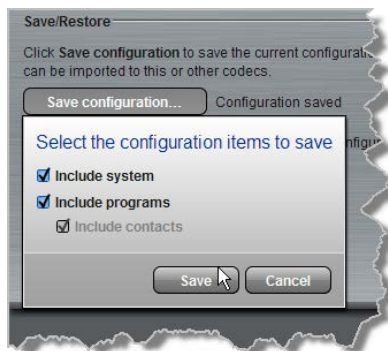 Save/Restore
Click Save configuration to save the current
can be imported to this or other codecs.
Save configuration...
Configuration saved
Select the configuration items to save
Include system
Include programs
Include contacts
Save
Cancel